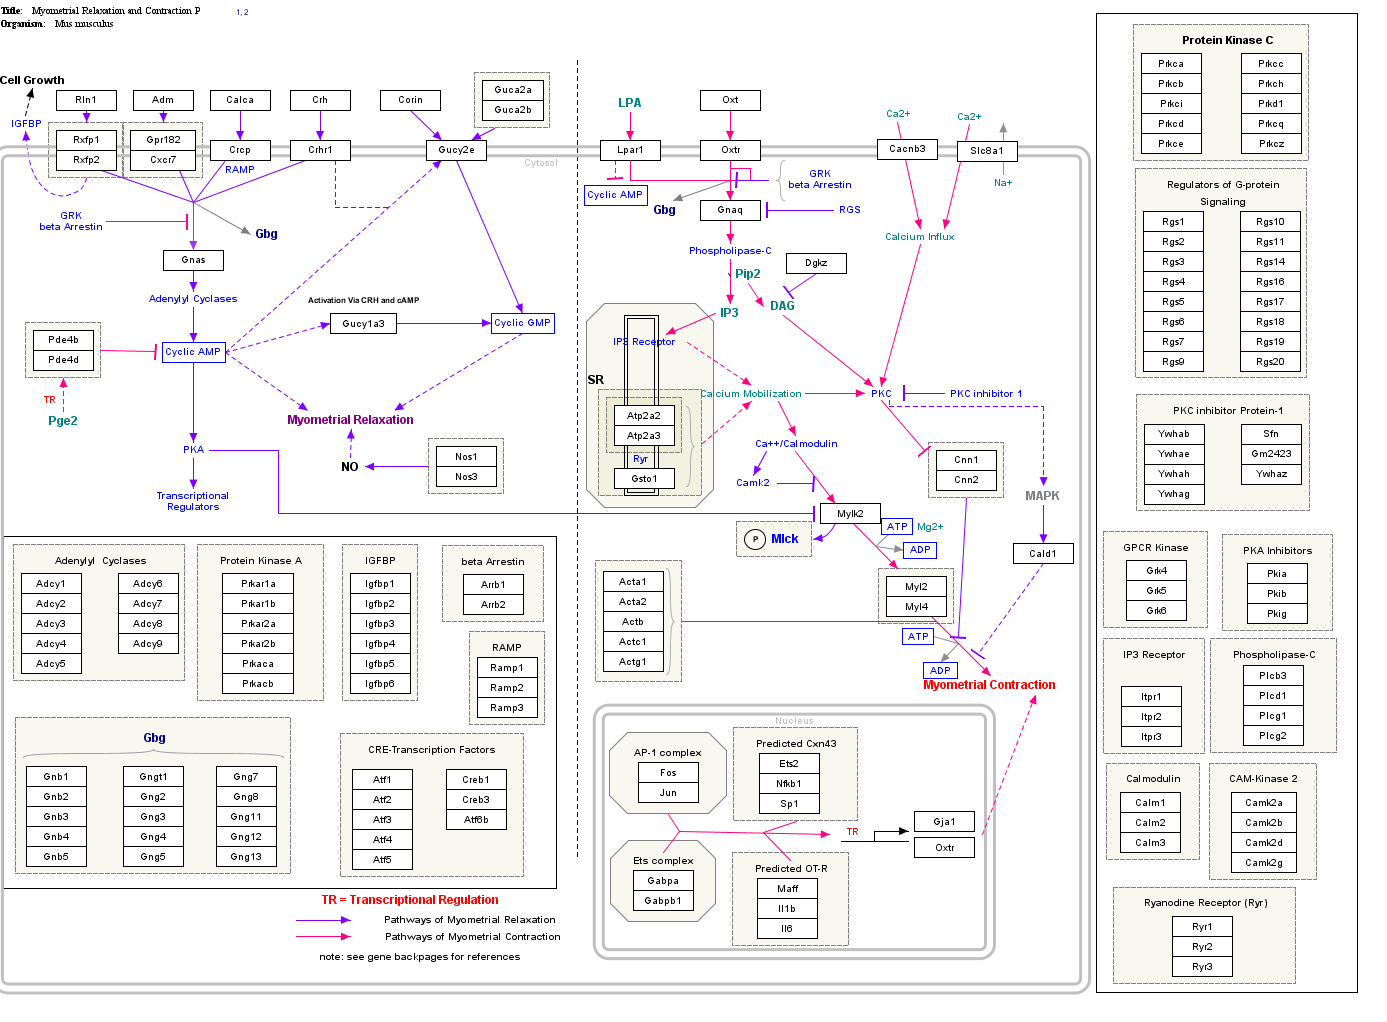 Title: Myometrial Relaxation and Contraction P
1, 2
Organism: Mus musculus
Cell Growth
IGFBP
Rln1
Adm
Calca
Crh
Corin
Guca2a
Guca2b
Rxfp1
Rxfp2
Gpr182
Cxcr7
Crcp
RAMP
Crhr1
Gucy2e
Cytosol
GRK
beta Arrestin
Gbg
Gnas
Adenylyl Cyclases
Activation Via CRH and cAMP
Gucy1a3
Cyclic GMP
Pde4b
Pde4d
Cyclic AMP
TR
Pge2
Myometrial Relaxation
PKA
NO
Nos1
Nos3
Transcriptional
Regulators
LPA
Oxt
Ca2+
Ca2+
Lpar1
Oxtr
Cacnb3
Slc8a1
Na+
Cyclic AMP
GRK
beta Arrestin
Gbg
Gnaq
RGS
Phospholipase-C
Calcium Influx
Pip2
Dgkz
DAG
IP3
IP3 Receptor
SR
Calcium Mobilization
PKC
PKC inhibitor 1
Atp2a2
Atp2a3
Ryr
Gsto1
Ca++/Calmodulin
Camk2
Cnn1
Cnn2
MAPK
Mylk2
ATP
Mg2+
ADP
P
Mlck
Cald1
Myl2
Myl4
Acta1
Acta2
Actb
Actc1
Actg1
ATP
ADP
Myometrial Contraction
Adenylyl Cyclases
Adcy1
Adcy2
Adcy3
Adcy4
Adcy5
Adcy6
Adcy7
Adcy8
Adcy9
Protein Kinase A
Prkar1a
Prkar1b
Prkar2a
Prkar2b
Prkaca
Prkacb
IGFBP
Igfbp1
Igfbp2
Igfbp3
Igfbp4
Igfbp5
Igfbp6
beta Arrestin
Arrb1
Arrb2
RAMP
Ramp1
Ramp2
Ramp3
Gbg
Gnb1
Gnb2
Gnb3
Gnb4
Gnb5
Gngt1
Gng2
Gng3
Gng4
Gng5
Gng7
Gng8
Gng11
Gng12
Gng13
CRE-Transcription Factors
Atf1
Atf2
Atf3
Atf4
Atf5
Creb1
Creb3
Atf6b
TR = Transcriptional Regulation
Pathways of Myometrial Relaxation
Pathways of Myometrial Contraction
note: see gene backpages for references
Nucleus
AP-1 complex
Fos
Jun
Predicted Cxn43
Ets2
Nfkb1
Sp1
TR
Gja1
Oxtr
Ets complex
Gabpa
Gabpb1
Predicted OT-R
Maff
Il1b
Il6
Protein Kinase C
Prkca
Prkcb
Prkci
Prkcd
Prkce
Prkcc
Prkch
Prkd1
Prkcq
Prkcz
Regulators of G-protein
Signaling
Rgs1
Rgs2
Rgs3
Rgs4
Rgs5
Rgs6
Rgs7
Rgs9
Rgs10
Rgs11
Rgs14
Rgs16
Rgs17
Rgs18
Rgs19
Rgs20
PKC inhibitor Protein-1
Ywhab
Ywhae
Ywhah
Ywhag
Sfn
Gm2423
Ywhaz
GPCR Kinase
Grk4
Grk5
Grk6
PKA Inhibitors
Pkia
Pkib
Pkig
IP3 Receptor
Itpr1
Itpr2
Itpr3
Phospholipase-C
Plcb3
Plcd1
Plcg1
Plcg2
Calmodulin
Calm1
Calm2
Calm3
CAM-Kinase 2
Camk2a
Camk2b
Camk2d
Camk2g
Ryanodine Receptor (Ryr)
Ryr1
Ryr2
Ryr3